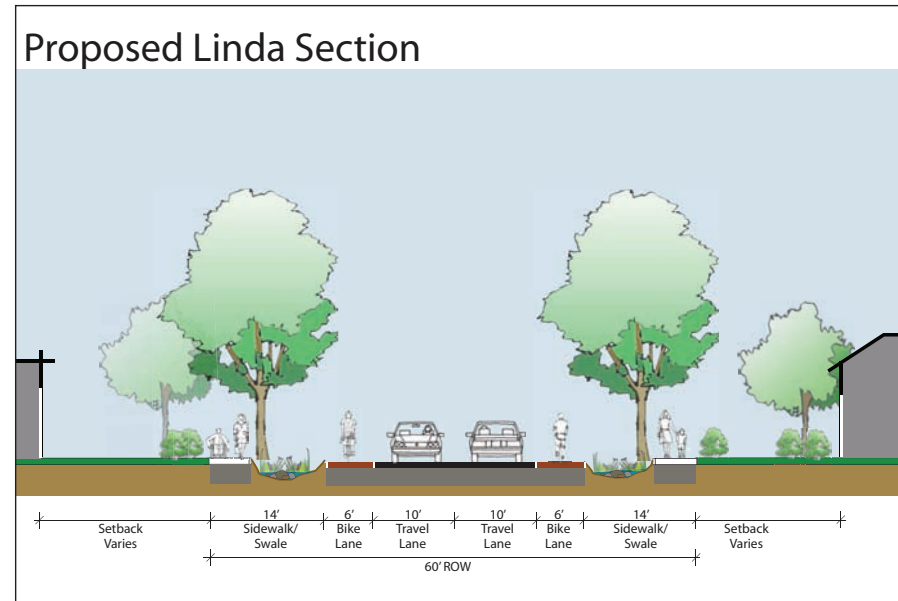 Proposed Linda Section
14' 6' 10' 10' 6' 14'
Setback Sidewalk/ Bike Travel Travel Bike Sidewalk/ Setback
Varies Swale Lane Lane Lane Lane Swale Varies
60' ROW